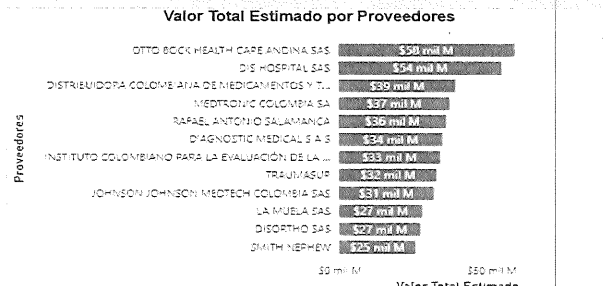 Valor Total Estimado por Proveedores
OTTO BOCK HEALTH CARE ANDINA SAS
DIS HOSPITAL SAS $54 mil M
DISTRIBUIDORA COLOMBIANA DE MEDICAMENTOS Y T... $39 mil M
MEDTRONIC COLOMBIA SA $37 mil M
RAFAEL ANTONIO SALAMANCA $36 mil M
DIAGNOSTIC MEDICAL S A S $34 mil M
INSTITUTO COLOMBIANO PARA LA EVALUACIÓN DE LA ... $33 mil M
TRAUMASUR $32 mil M
JOHNSON JOHNSON MEDTECH COLOMBIA SAS $31 mil M
LA MUELA SAS $27 mil M
DISORTHO SAS $27 mil M
SMITH NEPHEW $25 mil M
Proveedores
$0 mil M $50 mil M
Valor Total Estimado